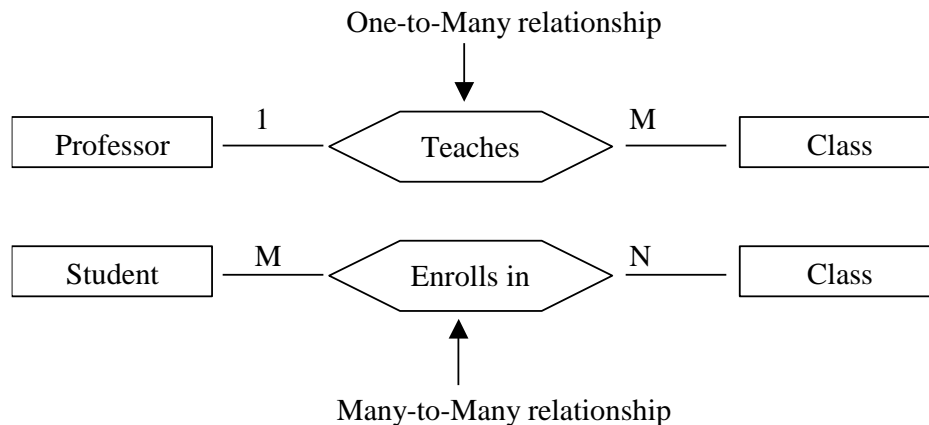 One-to-Many relationship
1 M
Professor Teaches Class
M N
Student Enrolls in Class
Many-to-Many relationship